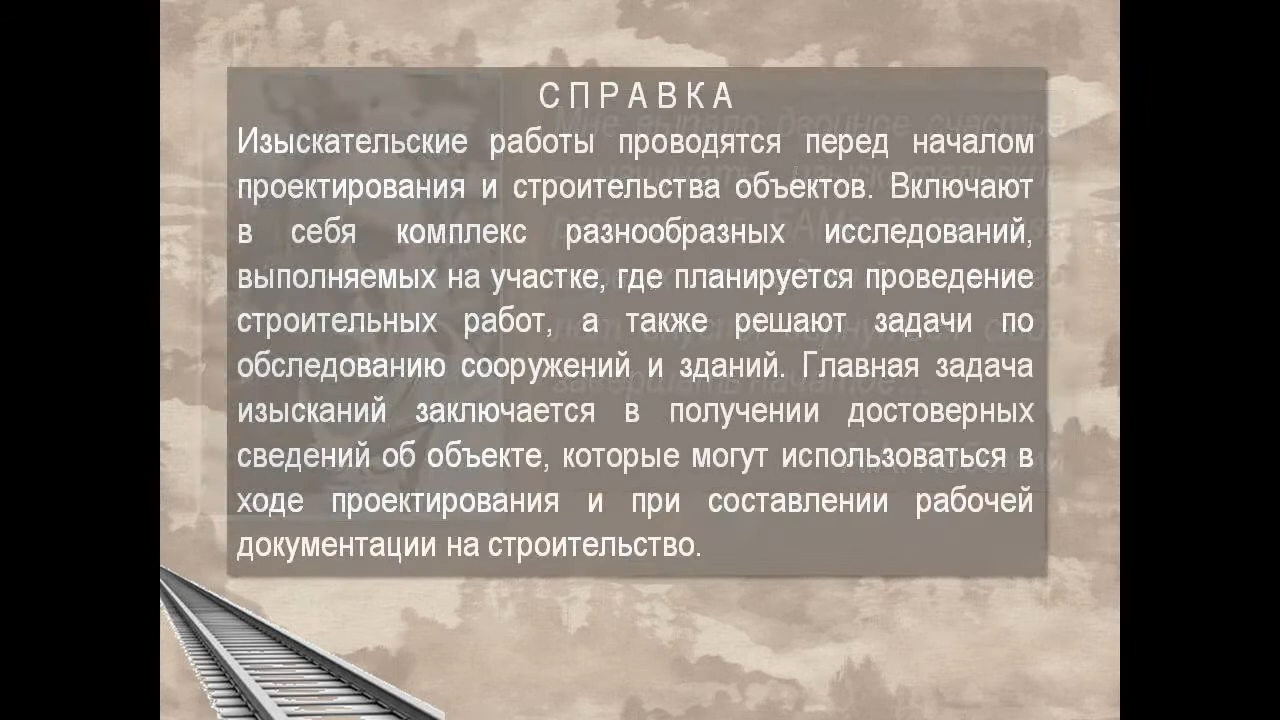 С П Р А В К А
Изыскательские работы проводятся перед началом
проектирования и строительства объектов. Включают
в себя комплекс разнообразных исследований,
выполняемых на участке, где планируется проведение
строительных работ, а также решают задачи по
обследованию сооружений и зданий. Главная задача
изысканий заключается в получении достоверных
сведений об объекте, которые могут использоваться в
ходе проектирования и при составлении рабочей
документации на строительство.